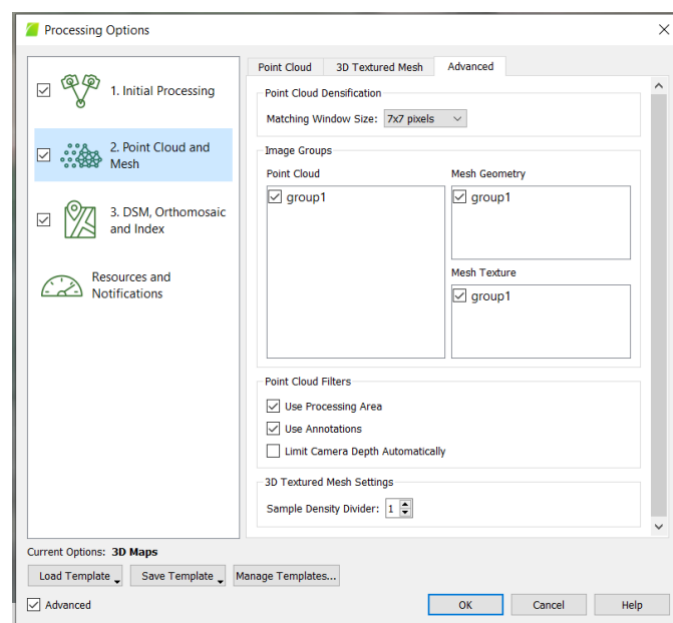 Processing Options
1. Initial Processing
2. Point Cloud and
Mesh
3. DSM, Orthomosaic
and Index
Resources and
Notifications
Point Cloud
3D Textured Mesh
Advanced
Point Cloud Densification
Matching Window Size: 7x7 pixels
Image Groups
Point Cloud
group1
Mesh Geometry
group1
Mesh Texture
group1
Point Cloud Filters
Use Processing Area
Use Annotations
Limit Camera Depth Automatically
3D Textured Mesh Settings
Sample Density Divider: 1
Current Options: 3D Maps
Load Template
Save Template
Manage Templates...
Advanced
OK
Cancel
Help